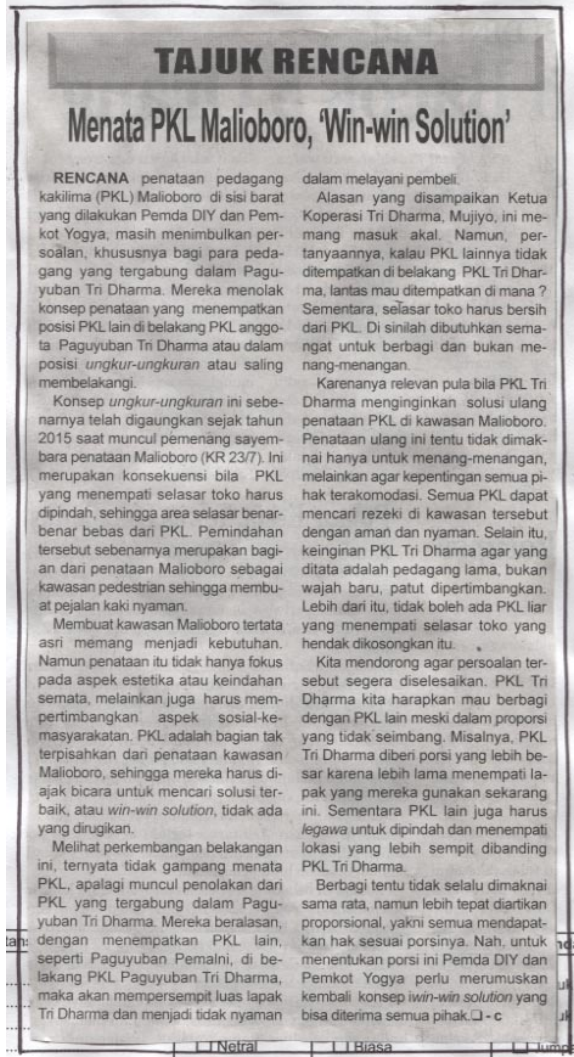 TAJUK RENCANA
Menata PKL Malioboro, 'Win-win Solution'
RENCANA penataan pedagang
kakilima (PKL) Malioboro di sisi barat
yang dilakukan Pemda DIY dan Pem-
kot Yogya, masih menimbulkan per-
soalan, khususnya bagi para peda-
gang yang tergabung dalam Pagu-
yuban Tri Dharma. Mereka menolak
konsep penataan yang menempatkan
posisi PKL lain di belakang PKL anggo-
ta Paguyuban Tri Dharma atau dalam
posisi ungkur-ungkuran atau saling
membelakangi.
Konsep ungkur-ungkuran ini sebe-
narnya telah digaungkan sejak tahun
2015 saat muncul pemenang sayem-
bara penataan Malioboro (KR 23/7). Ini
merupakan konsekuensi bila PKL
yang menempati selasar toko harus
dipindah, sehingga area selasar benar-
benar bebas dari PKL. Pemindahan
tersebut sebenarnya merupakan bagi-
an dari penataan Malioboro sebagai
kawasan pedestrian sehingga membu-
at pejalan kaki nyaman.
Membuat kawasan Malioboro tertata
asri memang menjadi kebutuhan.
Namun penataan itu tidak hanya fokus
pada aspek estetika atau keindahan
semata, melainkan juga harus mem-
pertimbangkan aspek sosial-ke-
masyarakatan. PKL adalah bagian tak
terpisahkan dari penataan kawasan
Malioboro, sehingga mereka harus di-
ajak bicara untuk mencari solusi ter-
baik, atau win-win solution, tidak ada
yang dirugikan.
Melihat perkembangan belakangan
ini, ternyata tidak gampang menata
PKL, apalagi muncul penolakan dari
PKL yang tergabung dalam Pagu-
yuban Tri Dharma. Mereka beralasan,
dengan menempatkan PKL lain,
seperti Paguyuban Pemalni, di be-
lakang PKL Paguyuban Tri Dharma,
maka akan mempersempit luas lapak
Tri Dharma dan menjadi tidak nyaman
dalam melayani pembeli.
Alasan yang disampaikan Ketua
Koperasi Tri Dharma, Mujiyo, ini me-
mang masuk akal. Namun, per-
tanyaannya, kalau PKL lainnya tidak
ditempatkan di belakang PKL Tri Dhar-
ma, lantas mau ditempatkan di mana ?
Sementara, selasar toko harus bersih
dari PKL. Di sinilah dibutuhkan sema-
ngat untuk berbagi dan bukan me-
nang-menangan.
Karenanya relevan pula bila PKL Tri
Dharma menginginkan solusi ulang
penataan PKL di kawasan Malioboro.
Penataan ulang ini tentu tidak dimak-
nai hanya untuk menang-menangan,
melainkan agar kepentingan semua pi-
hak terakomodasi. Semua PKL dapat
mencari rezeki di kawasan tersebut
dengan aman dan nyaman. Selain itu,
keinginan PKL Tri Dharma agar yang
ditata adalah pedagang lama, bukan
wajah baru, patut dipertimbangkan.
Lebih dari itu, tidak boleh ada PKL liar
yang menempati selasar toko yang
hendak dikosongkan itu.
Kita mendorong agar persoalan ter-
sebut segera diselesaikan. PKL Tri
Dharma kita harapkan mau berbagi
dengan PKL lain meski dalam proporsi
yang tidak seimbang. Misalnya, PKL
Tri Dharma diberi porsi yang lebih be-
sar karena lebih lama menempati la-
pak yang mereka gunakan sekarang
ini. Sementara PKL lain juga harus
legawa untuk dipindah dan menempati
lokasi yang lebih sempit dibanding
PKL Tri Dharma.
Berbagi tentu tidak selalu dimaknai
sama rata, namun lebih tepat diartikan
proporsional, yakni semua mendapat-
kan hak sesuai porsinya. Nah, untuk
menentukan porsi ini Pemda DIY dan
Pemkot Yogya perlu merumuskan
kembali konsep iwin-win solution yang
bisa diterima semua pihak.❑ - c
Netral
Biasa